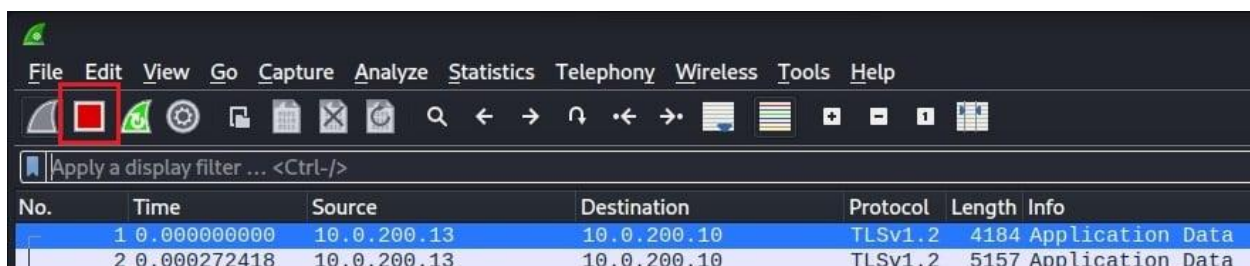 File Edit View Go Capture Analyze Statistics Telephony Wireless Tools Help
1
Apply a display filter ... <Ctrl-/>
No. Time Source Destination Protocol Length Info
1 0.000000000 10.0.200.13 10.0.200.10 TLSv1.2 4184 Application Data
2 0.000272418 10.0.200.13 10.0.200.10 TLSv1.2 5157 Application Data